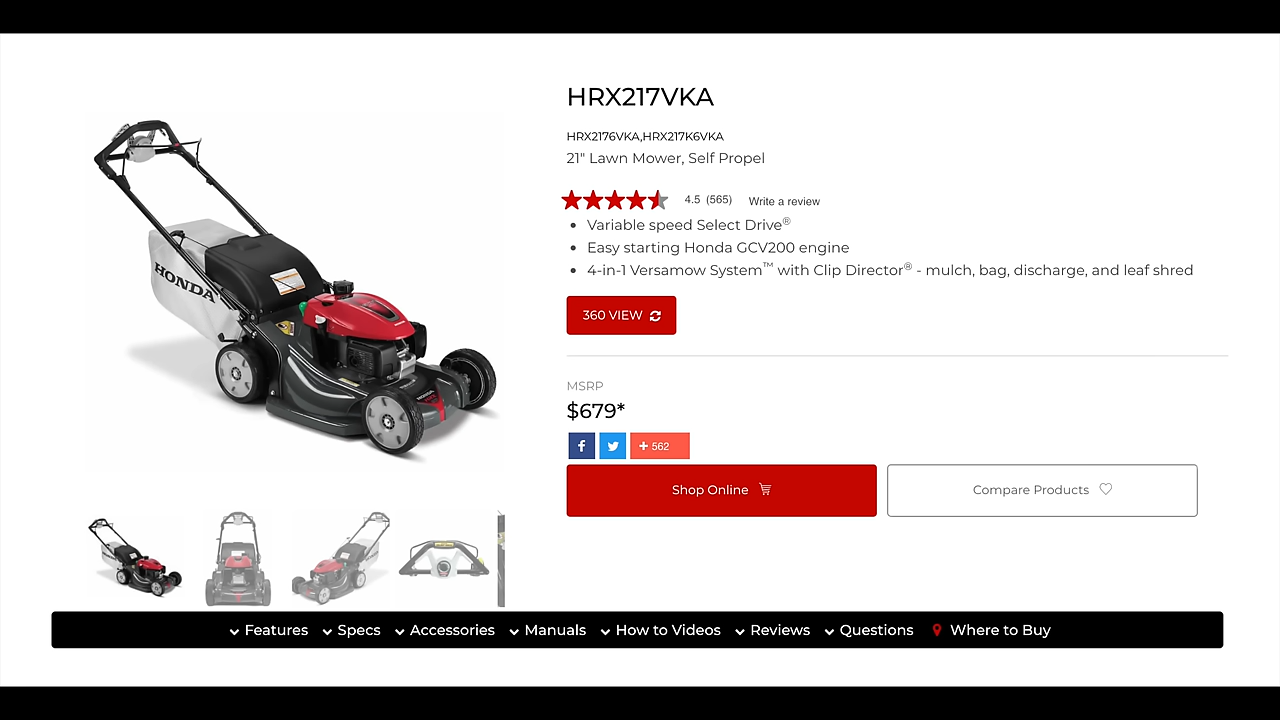 HRX217VKA
HRX2176VKA,HRX217K6VKA
21" Lawn Mower, Self Propel
4.5 (565) Write a review
Variable speed Select Drive®
Easy starting Honda GCV200 engine
4-in-1 Versamow System™ with Clip Director® - mulch, bag, discharge, and leaf shred
360 VIEW
MSRP
$679*
562
Shop Online
Compare Products
HONDA
Features Specs Accessories Manuals How to Videos Reviews Questions Where to Buy